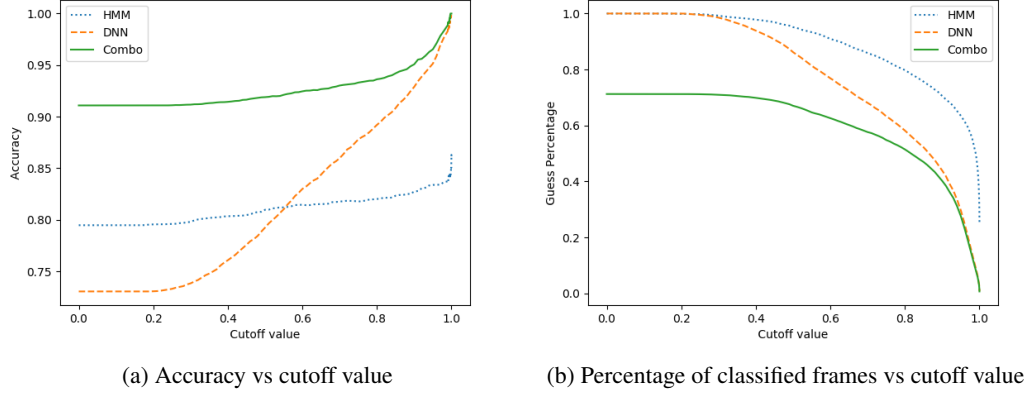 1.00
0.95
0.90
0.85
0.80
0.75
Accuracy
HMM
DNN
Combo
0.0 0.2 0.4 0.6 0.8 1.0
Cutoff value
(a) Accuracy vs cutoff value
1.0
0.8
0.6
0.4
0.2
0.0
Guess Percentage
HMM
DNN
Combo
0.0 0.2 0.4 0.6 0.8 1.0
Cutoff value
(b) Percentage of classified frames vs cutoff value